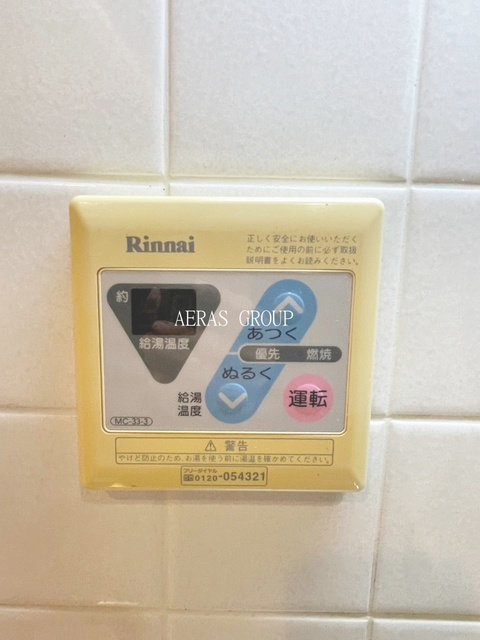 Rinnai
正しく安全にお使いいただく
ためにご使用の前に必ず取扱
説明書をよくお読みください。
約
給湯温度
AERAS GROUP
あつく
優先 燃焼
ぬるく
給湯
温度
運転
MC-33-3
⚠ 警告
やけど防止のため、お湯を使う前に湯温を確かめてください。
フリーダイヤル
0120-054321